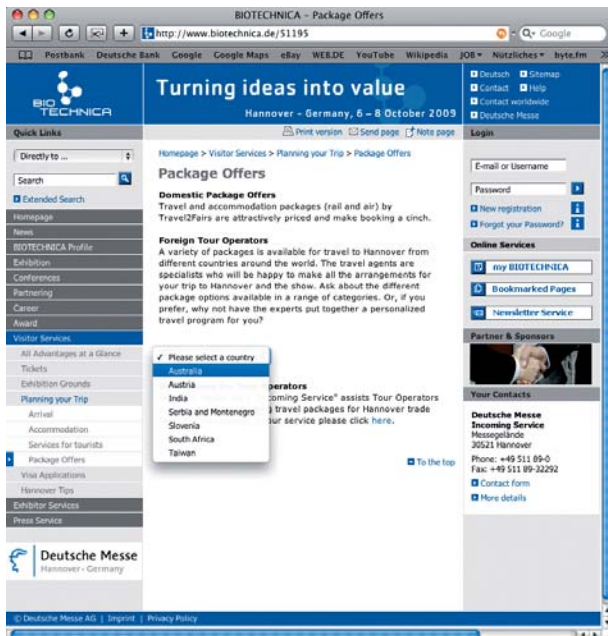 BIOTECHNICA – Package Offers
http://www.biotechnica.de/51195
Google
Postbank Deutsche Bank Google Google Maps eBay WEB.DE YouTube Wikipedia JOB Nützliches byte.fm
BIO
TECHNICA
Turning ideas into value
Hannover - Germany, 6 – 8 October 2009
Deutsch Sitemap
Contact Help
Contact worldwide
Deutsche Messe
Quick Links
Print version Send page Note page
Login
Directly to ...
Search
Extended Search
Homepage
News
BIOTECHNICA Profile
Exhibition
Conferences
Partnering
Career
Award
Visitor Services
All Advantages at a Glance
Tickets
Exhibition Grounds
Planning your Trip
Arrival
Accommodation
Services for tourists
Package Offers
Visa Applications
Hannover Tips
Exhibitor Services
Press Service
Deutsche Messe
Hannover - Germany
Homepage > Visitor Services > Planning your Trip > Package Offers
Package Offers
Domestic Package Offers
Travel and accommodation packages (rail and air) by
Travel2Fairs are attractively priced and make booking a cinch.
Foreign Tour Operators
A variety of packages is available for travel to Hannover from
different countries around the world. The travel agents are
specialists who will be happy to make all the arrangements for
your trip to Hannover and the show. Ask about the different
package options available in a range of categories. Or, if you
prefer, why not have the experts put together a personalized
travel program for you?
✓ Please select a country
Australia
Austria
India
Serbia and Montenegro
Slovenia
South Africa
Taiwan
erators
coming Service" assists Tour Operators
g travel packages for Hannover trade
ur service please click here.
To the top
E-mail or Username
Password
New registration
Forgot your Password?
Online Services
my BIOTECHNICA
Bookmarked Pages
Newsletter Service
Partner & Sponsors
Your Contacts
Deutsche Messe
Incoming Service
Messegelände
30521 Hannover
Phone: +49 511 89-0
Fax: +49 511 89-32292
Contact form
More details
© Deutsche Messe AG | Imprint | Privacy Policy